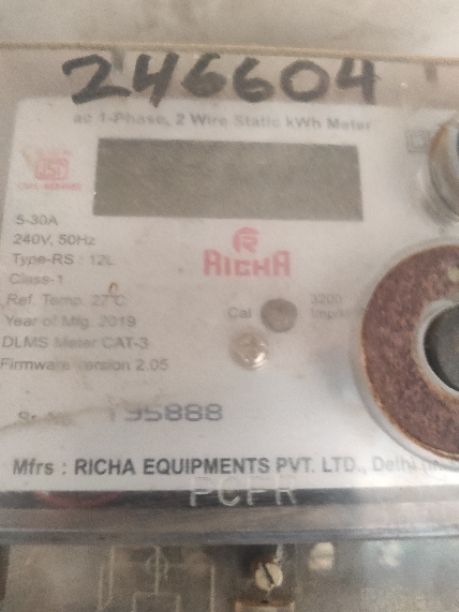 246604
ac 1-Phase, 2 Wire Static kWh Meter
ISI
5-30A
240V, 50Hz
RICHA
Type-RS : 12L
Class-1
Ref. Temp. 27°C
Cal
3200
Year of Mfg. 2019
DLMS Meter CAT-3
Firmware version 2.05
95888
Mfrs : RICHA EQUIPMENTS PVT. LTD., Delhi